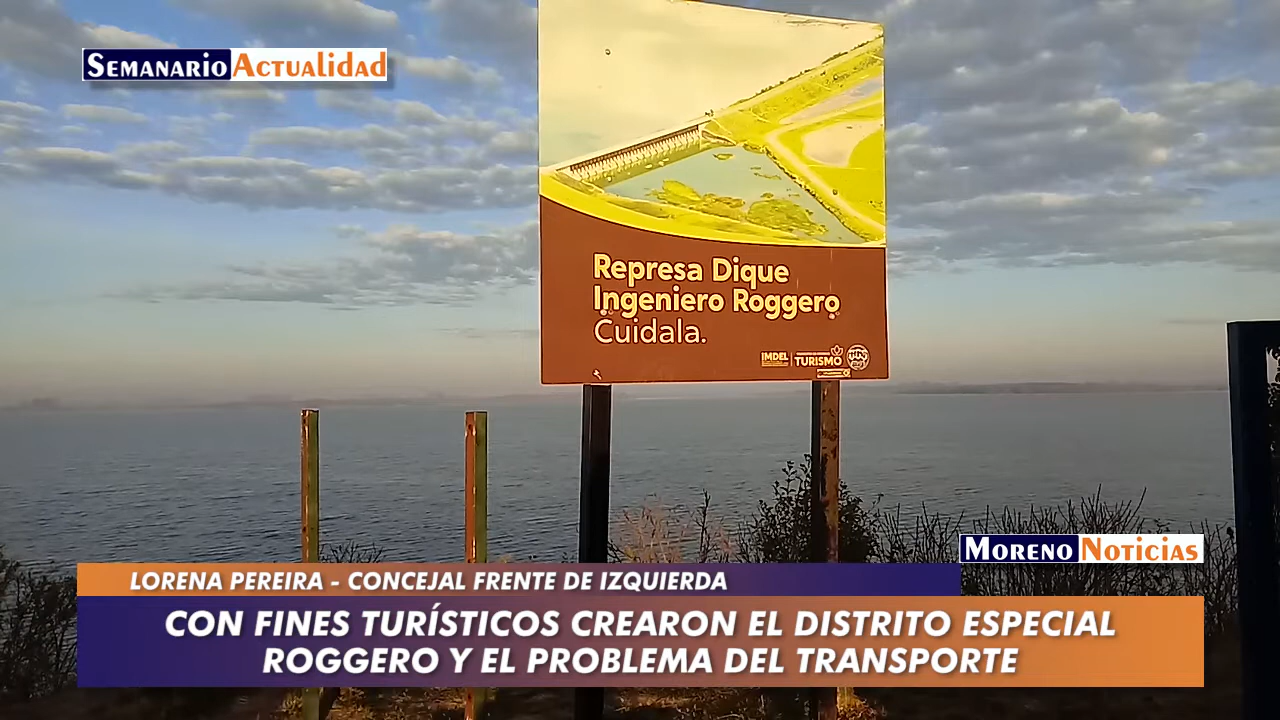 SEMANARIO ACTUALIDAD
Represa Dique
Ingeniero Roggero
Cuidala.
IMDEL
TURISMO
MORENO NOTICIAS
LORENA PEREIRA - CONCEJAL FRENTE DE IZQUIERDA
CON FINES TURÍSTICOS CREARON EL DISTRITO ESPECIAL
ROGGERO Y EL PROBLEMA DEL TRANSPORTE